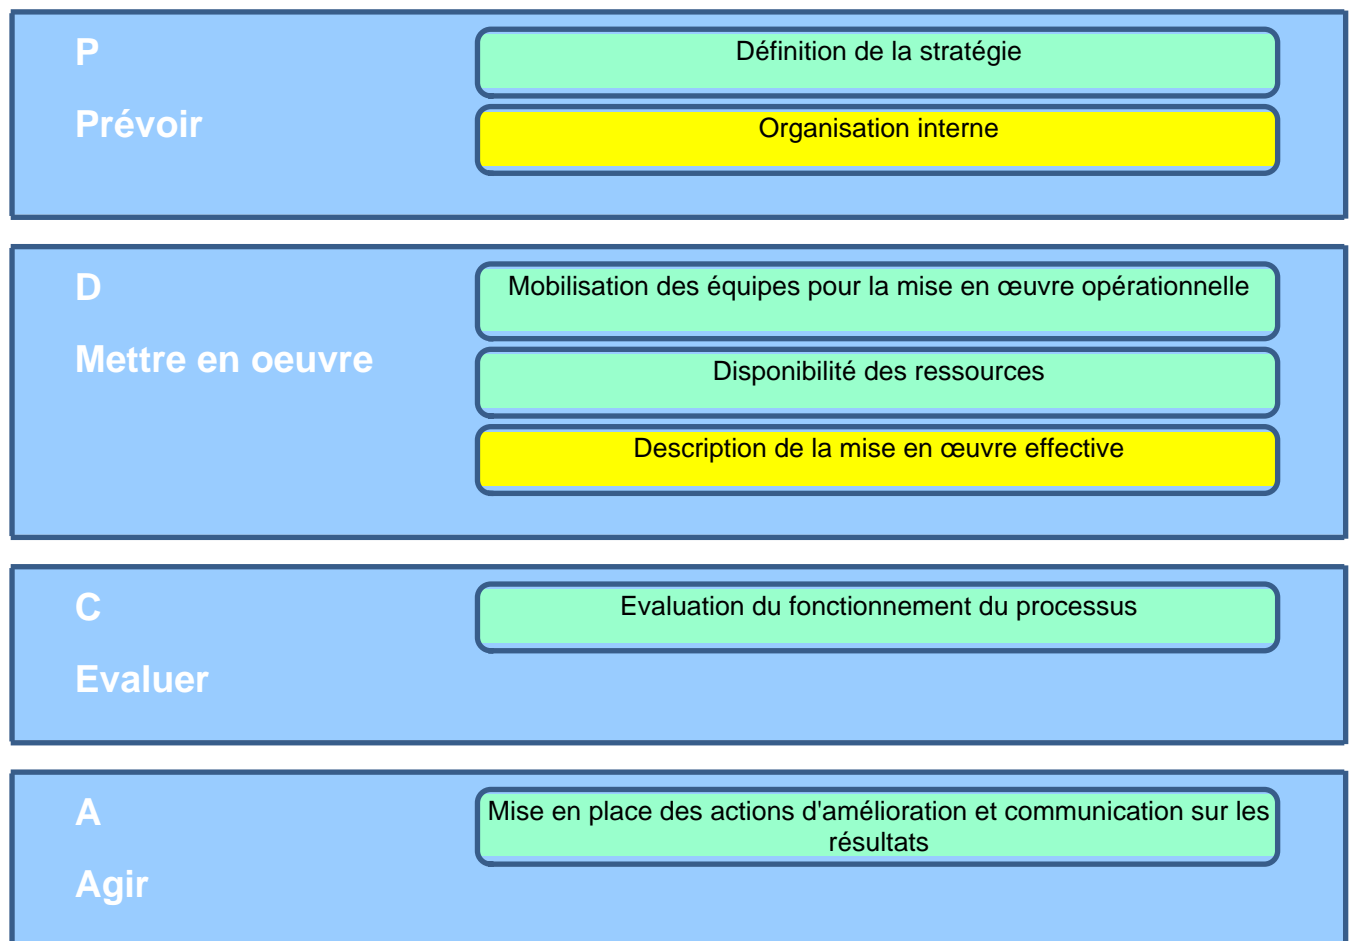 P
Prévoir
Définition de la stratégie
Organisation interne
D
Mettre en oeuvre
Mobilisation des équipes pour la mise en œuvre opérationnelle
Disponibilité des ressources
Description de la mise en œuvre effective
C
Evaluer
Evaluation du fonctionnement du processus
A
Agir
Mise en place des actions d'amélioration et communication sur les
résultats